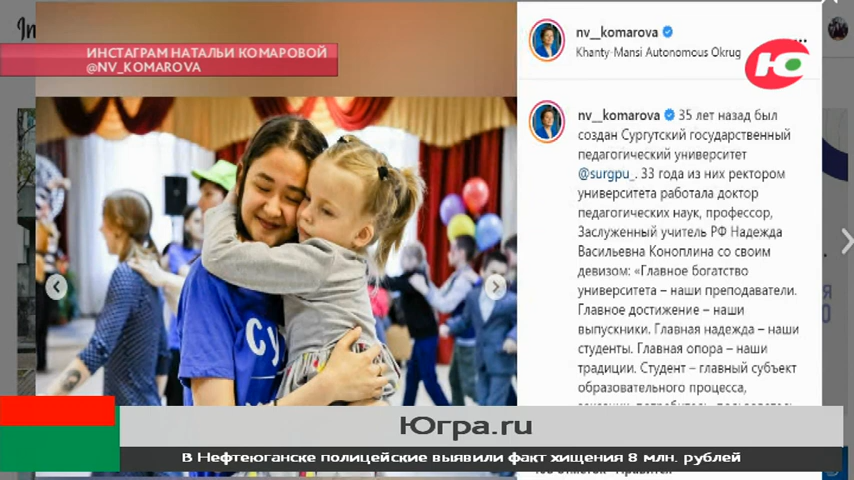 In
ИНСТАГРАМ НАТАЛЬИ КОМАРОВОЙ
@NV_KOMAROVA
nv__komarova
Khanty-Mansi Autonomous Okrug
...
Ю
nv__komarova 35 лет назад был
создан Сургутский государственный
педагогический университет
@surgpu_. 33 года из них ректором
университета работала доктор
педагогических наук, профессор,
Заслуженный учитель РФ Надежда
Васильевна Коноплина со своим
девизом: «Главное богатство
университета – наши преподаватели.
Главное достижение – наши
выпускники. Главная надежда – наши
студенты. Главная опора – наши
традиции. Студент – главный субъект
образовательного процесса,
Су
Югра.ru
В Нефтеюганске полицейские выявили факт хищения 8 млн. рублей